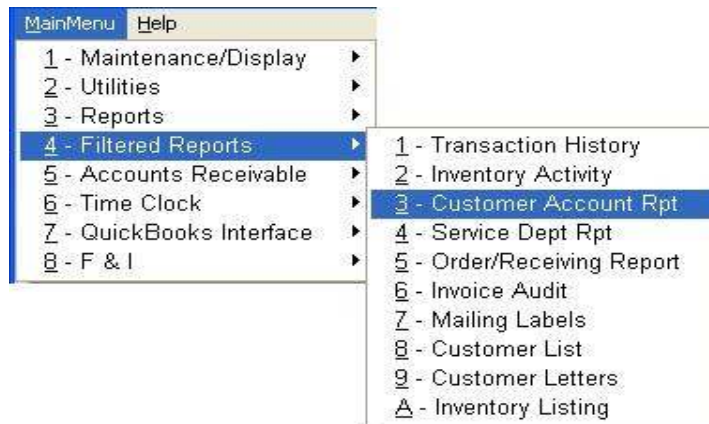 MainMenu Help
1 - Maintenance/Display
2 - Utilities
3 - Reports
4 - Filtered Reports
5 - Accounts Receivable
6 - Time Clock
7 - QuickBooks Interface
8 - F & I
1 - Transaction History
2 - Inventory Activity
3 - Customer Account Rpt
4 - Service Dept Rpt
5 - Order/Receiving Report
6 - Invoice Audit
7 - Mailing Labels
8 - Customer List
9 - Customer Letters
A - Inventory Listing